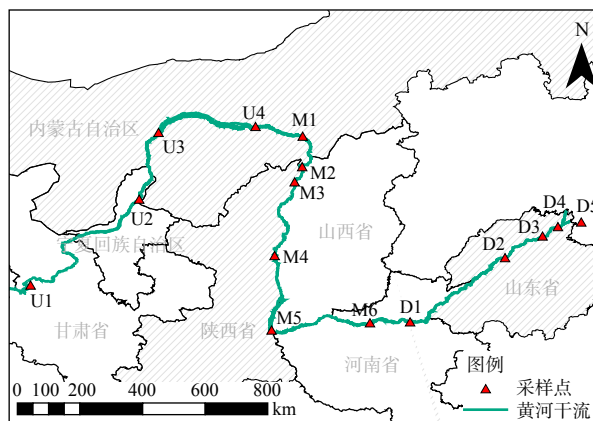 N
内蒙古自治区
U4
M1
U3
M2
M3
U2
宁夏回族自治区
山西省
D4
D5
D3
M4
D2
U1
山东省
甘肃省
陕西省
M5
M6
D1
河南省
图例
采样点
黄河干流
0 100 200 400 600 800
km